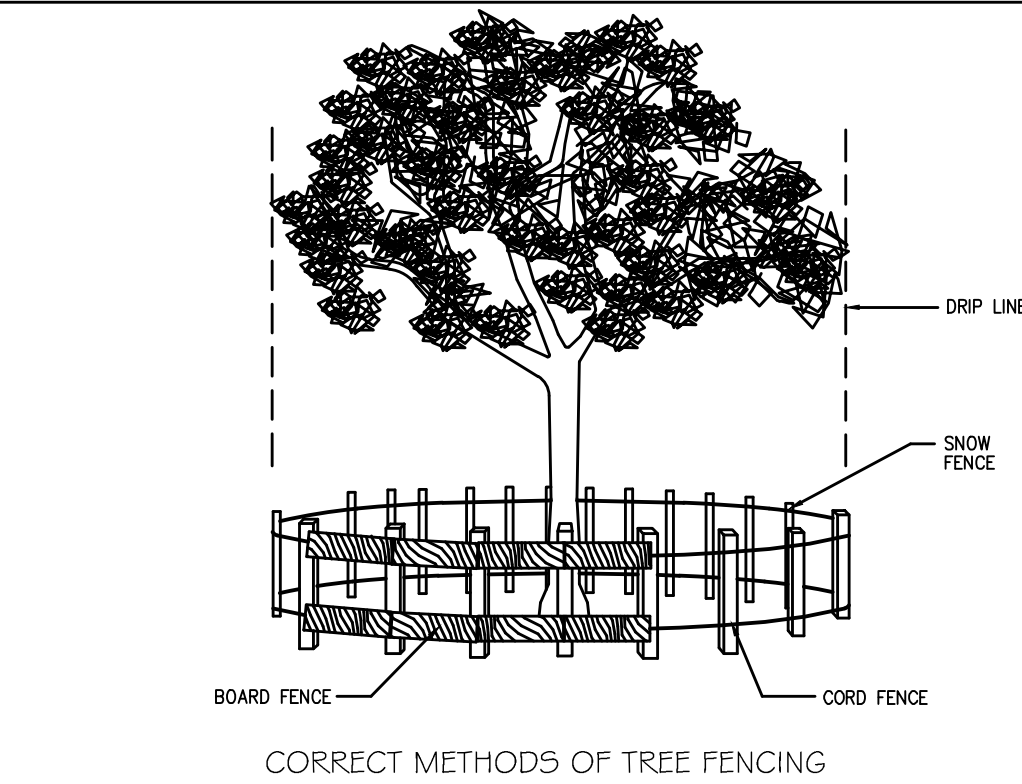 DRIP LINE
SNOW
FENCE
BOARD FENCE
CORD FENCE
CORRECT METHODS OF TREE FENCING